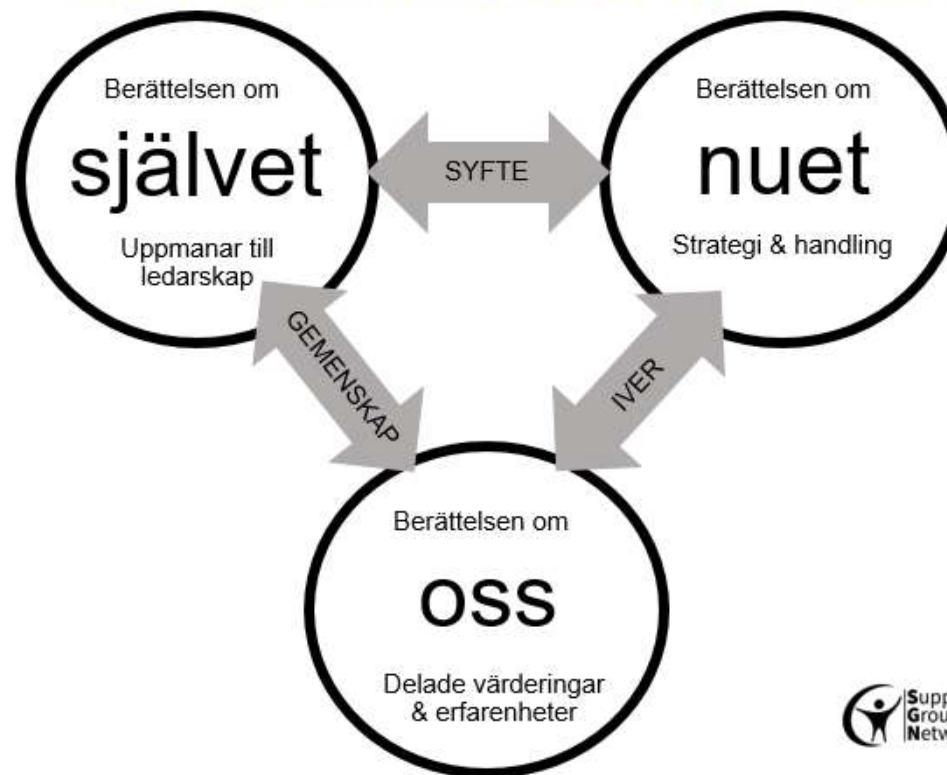 Berättelsen om
självet
Uppmanar till
ledarskap
SYFTE
Berättelsen om
nuet
Strategi & handling
GEMENSKAP
IVER
Berättelsen om
oss
Delade värderingar
& erfarenheter